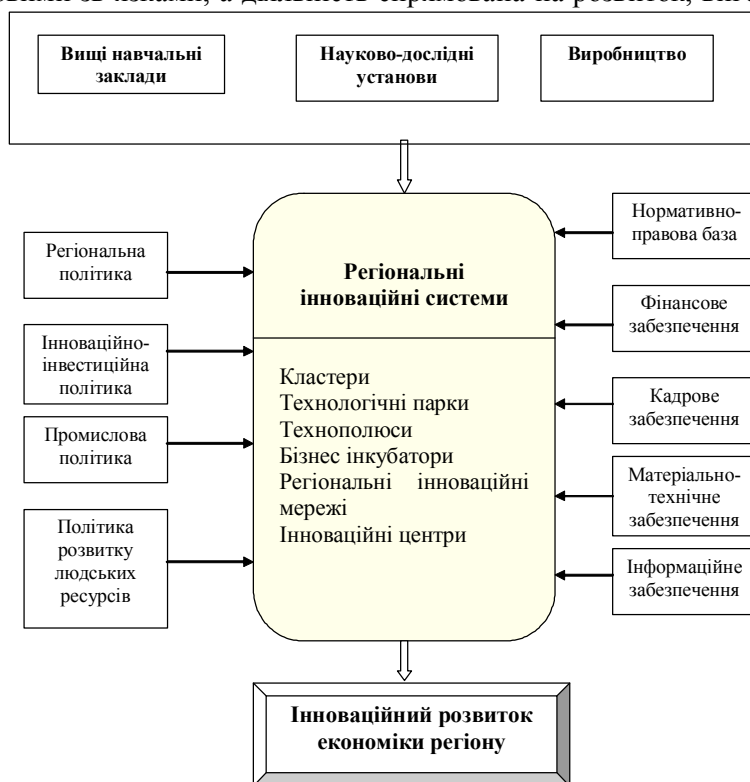 Вищі навчальні
заклади
Науково-дослідні
установи
Виробництво
Регіональна
політика
Інноваційно-
інвестиційна
політика
Промислова
політика
Політика
розвитку
людських
ресурсів
Регіональні
інноваційні системи
Кластери
Технологічні парки
Технополюси
Бізнес інкубатори
Регіональні інноваційні
мережі
Інноваційні центри
Нормативно-
правова база
Фінансове
забезпечення
Кадрове
забезпечення
Матеріально-
технічне
забезпечення
Інформаційне
забезпечення
Інноваційний розвиток
економіки регіону